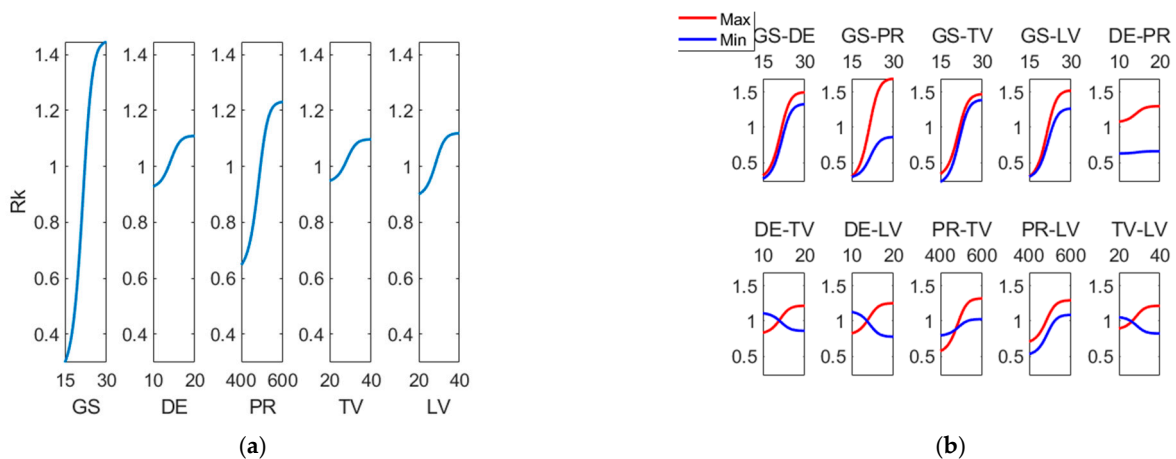 1.4 1.4 1.4 1.4 1.4
1.2 1.2 1.2 1.2 1.2
1 1 1 1 1
0.8 0.8 0.8 0.8 0.8
0.6 0.6 0.6 0.6 0.6
0.4 0.4 0.4 0.4 0.4
Rk
15 30 10 20 400 600 20 40 20 40
GS DE PR TV LV
(a)
Max
Min
GS-DE GS-PR GS-TV GS-LV DE-PR
15 30 15 30 15 30 15 30 10 20
1.5 1.5 1.5 1.5 1.5
1 1 1 1 1
0.5 0.5 0.5 0.5 0.5
DE-TV DE-LV PR-TV PR-LV TV-LV
10 20 10 20 400 600 400 600 20 40
1.5 1.5 1.5 1.5 1.5
1 1 1 1 1
0.5 0.5 0.5 0.5 0.5
(b)